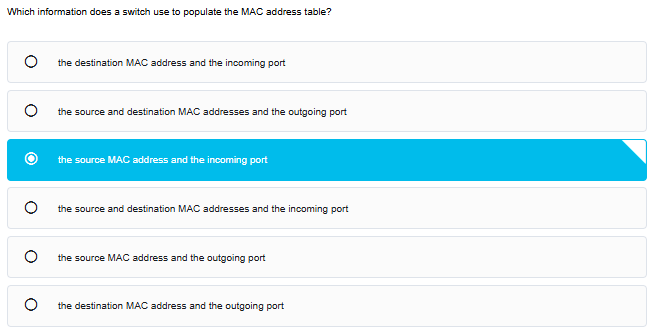 Which information does a switch use to populate the MAC address table?
the destination MAC address and the incoming port
the source and destination MAC addresses and the outgoing port
the source MAC address and the incoming port
the source and destination MAC addresses and the incoming port
the source MAC address and the outgoing port
the destination MAC address and the outgoing port